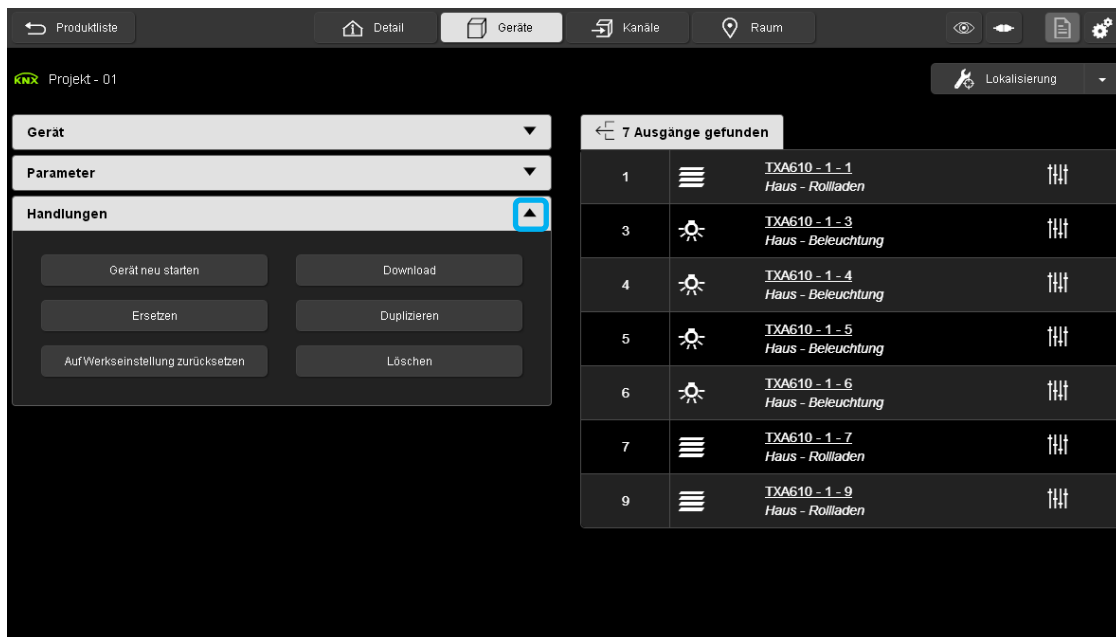 Produktliste
Detail
Geräte
Kanäle
Raum
KNX Projekt - 01
Lokalisierung
Gerät
Parameter
Handlungen
Gerät neu starten
Download
Ersetzen
Duplizieren
Auf Werkseinstellung zurücksetzen
Löschen
7 Ausgänge gefunden
1
TXA610 - 1 - 1
Haus - Rollladen
3
TXA610 - 1 - 3
Haus - Beleuchtung
4
TXA610 - 1 - 4
Haus - Beleuchtung
5
TXA610 - 1 - 5
Haus - Beleuchtung
6
TXA610 - 1 - 6
Haus - Beleuchtung
7
TXA610 - 1 - 7
Haus - Rollladen
9
TXA610 - 1 - 9
Haus - Rollladen